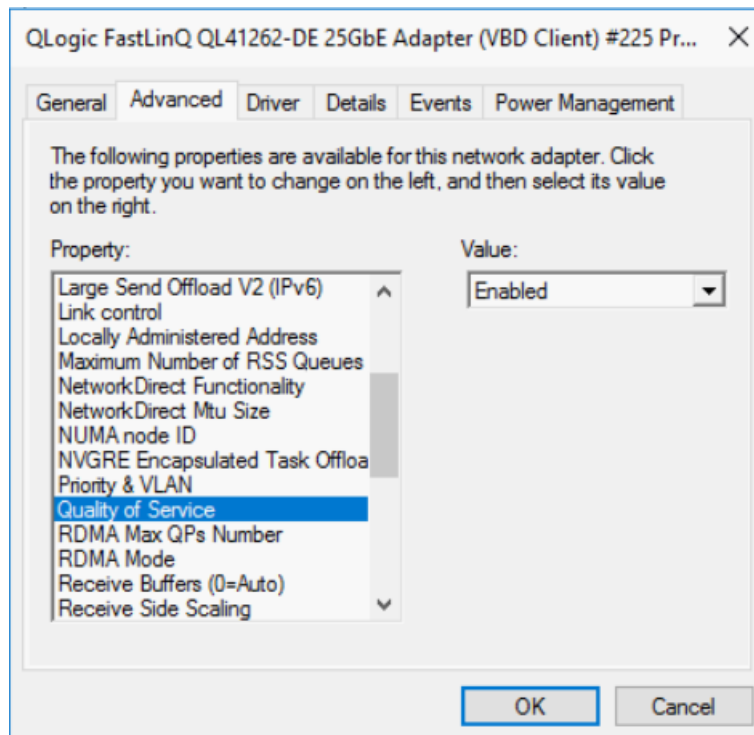 QLogic FastLinQ QL41262-DE 25GbE Adapter (VBD Client) #225 Pr...
General Advanced Driver Details Events Power Management
The following properties are available for this network adapter. Click
the property you want to change on the left, and then select its value
on the right.
Property:
Value:
Large Send Offload V2 (IPv6)
Link control
Locally Administered Address
Maximum Number of RSS Queues
NetworkDirect Functionality
NetworkDirect Mtu Size
NUMA node ID
NVGRE Encapsulated Task Offloa
Priority & VLAN
Quality of Service
RDMA Max QPs Number
RDMA Mode
Receive Buffers (0=Auto)
Receive Side Scaling
Enabled
OK Cancel